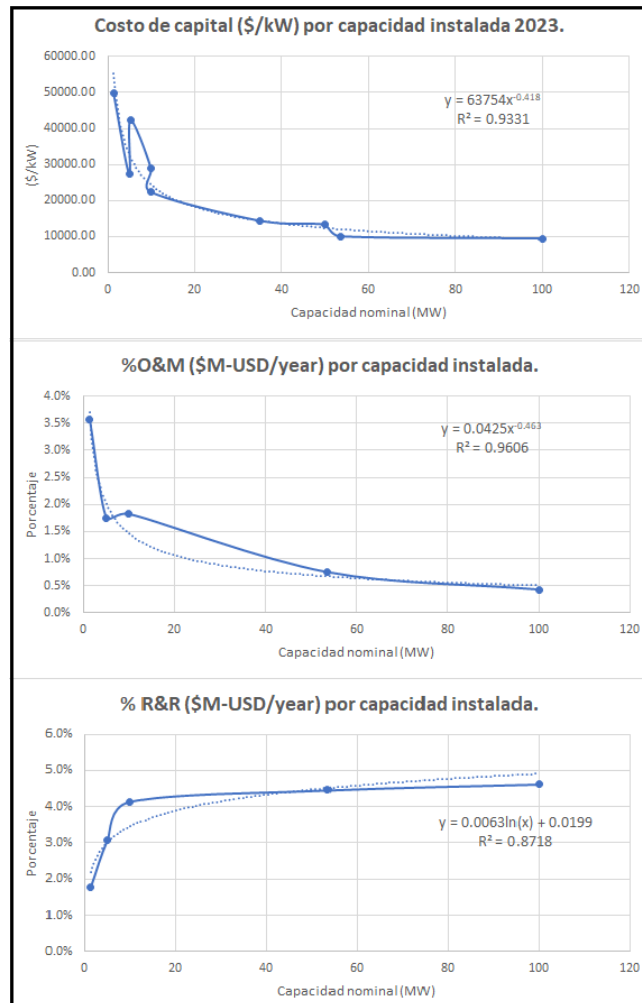 Costo de capital ($/kW) por capacidad instalada 2023.
60000.00
50000.00
40000.00
30000.00
20000.00
10000.00
0.00
($/kW)
y = 63754x^-0.418
R² = 0.9331
0 20 40 60 80 100 120
Capacidad nominal (MW)
%O&M ($M-USD/year) por capacidad instalada.
4.0%
3.5%
3.0%
2.5%
2.0%
1.5%
1.0%
0.5%
0.0%
Porcentaje
y = 0.0425x^-0.463
R² = 0.9606
0 20 40 60 80 100 120
Capacidad nominal (MW)
% R&R ($M-USD/year) por capacidad instalada.
6.0%
5.0%
4.0%
3.0%
2.0%
1.0%
0.0%
Porcentaje
y = 0.0063ln(x) + 0.0199
R² = 0.8718
0 20 40 60 80 100 120
Capacidad nominal (MW)